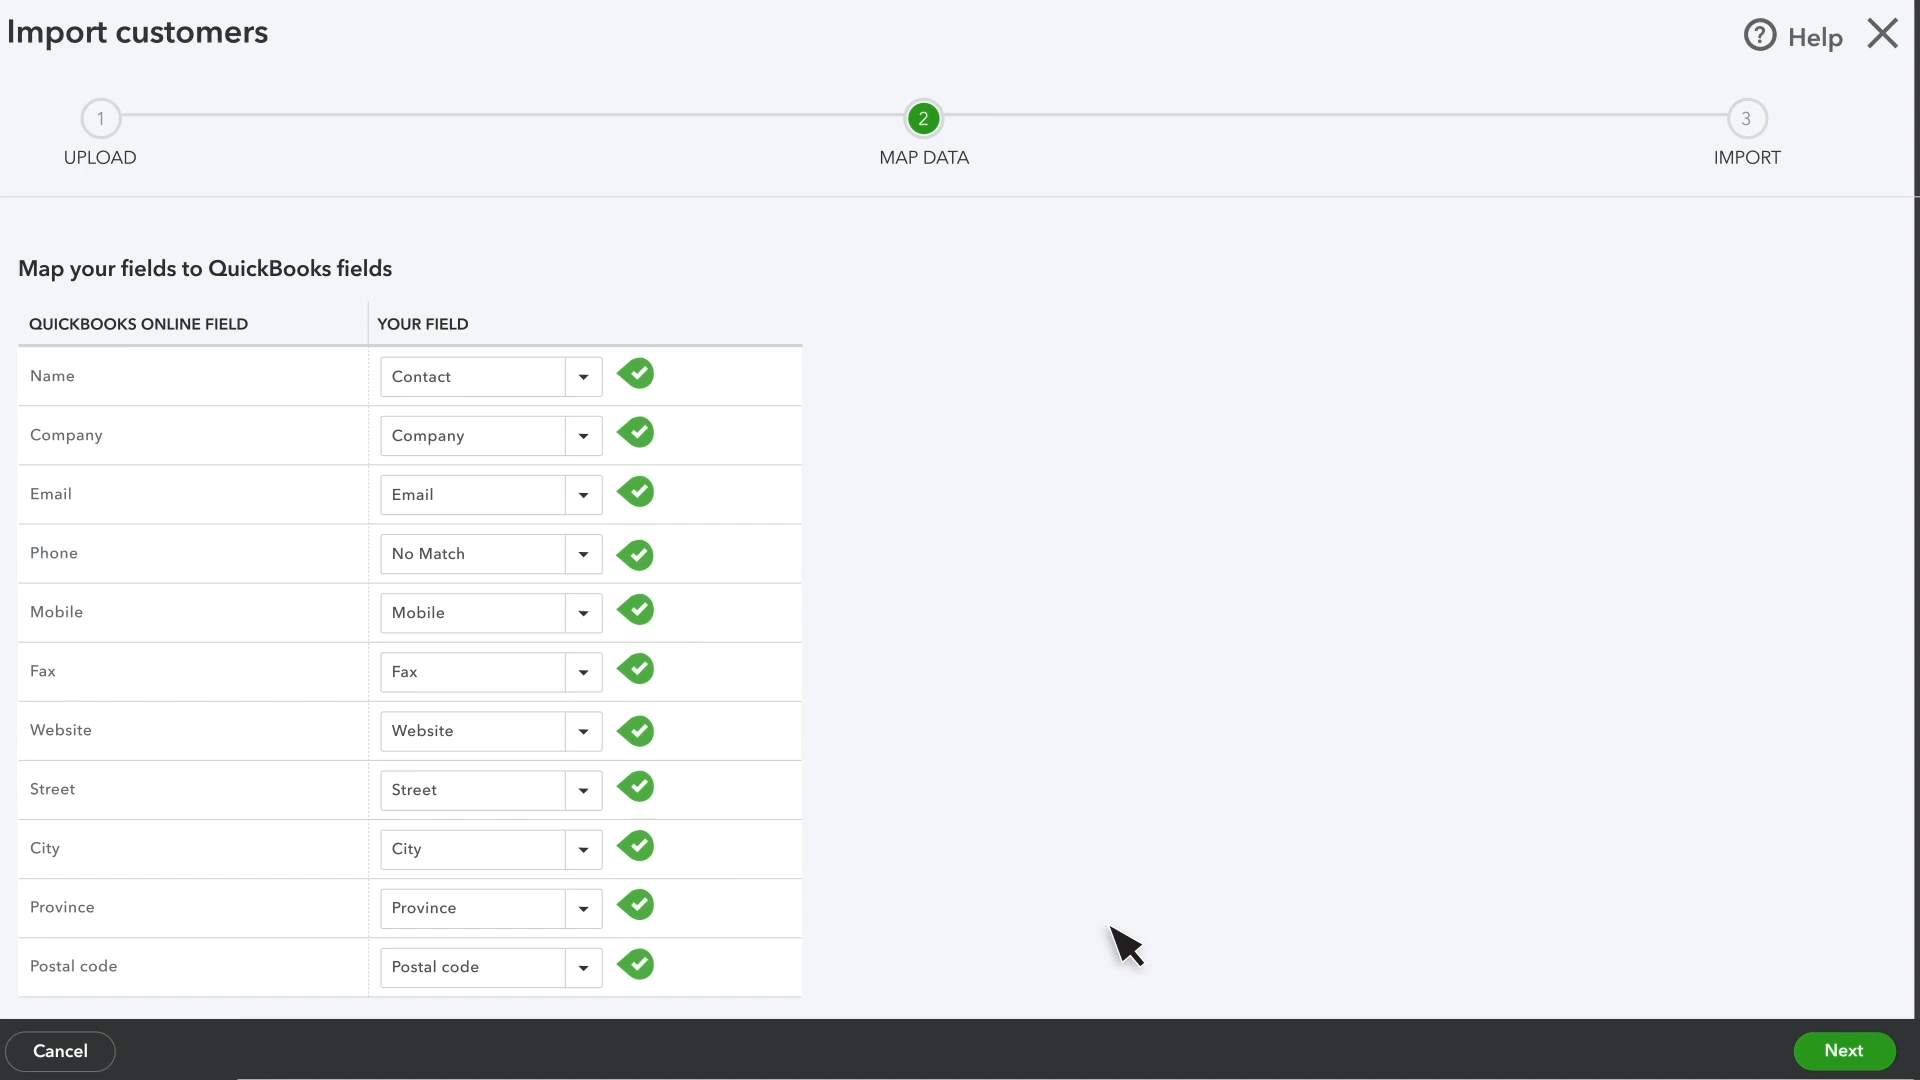 Import customers
? Help
1 2 3
UPLOAD MAP DATA IMPORT
Map your fields to QuickBooks fields
QUICKBOOKS ONLINE FIELD YOUR FIELD
Name Contact
Company Company
Email Email
Phone No Match
Mobile Mobile
Fax Fax
Website Website
Street Street
City City
Province Province
Postal code Postal code
Cancel Next